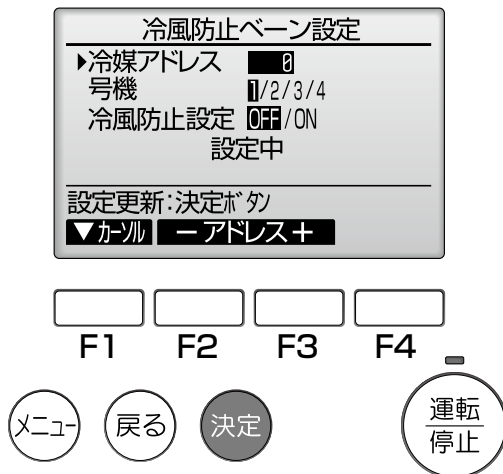 冷風防止ベーン設定
▶冷媒アドレス 0
号機 1/2/3/4
冷風防止設定 OFF/ON
設定中
設定更新:決定ボタン
▼カーソル － アドレス＋
F1 F2 F3 F4
メニュー 戻る 決定 運転
停止